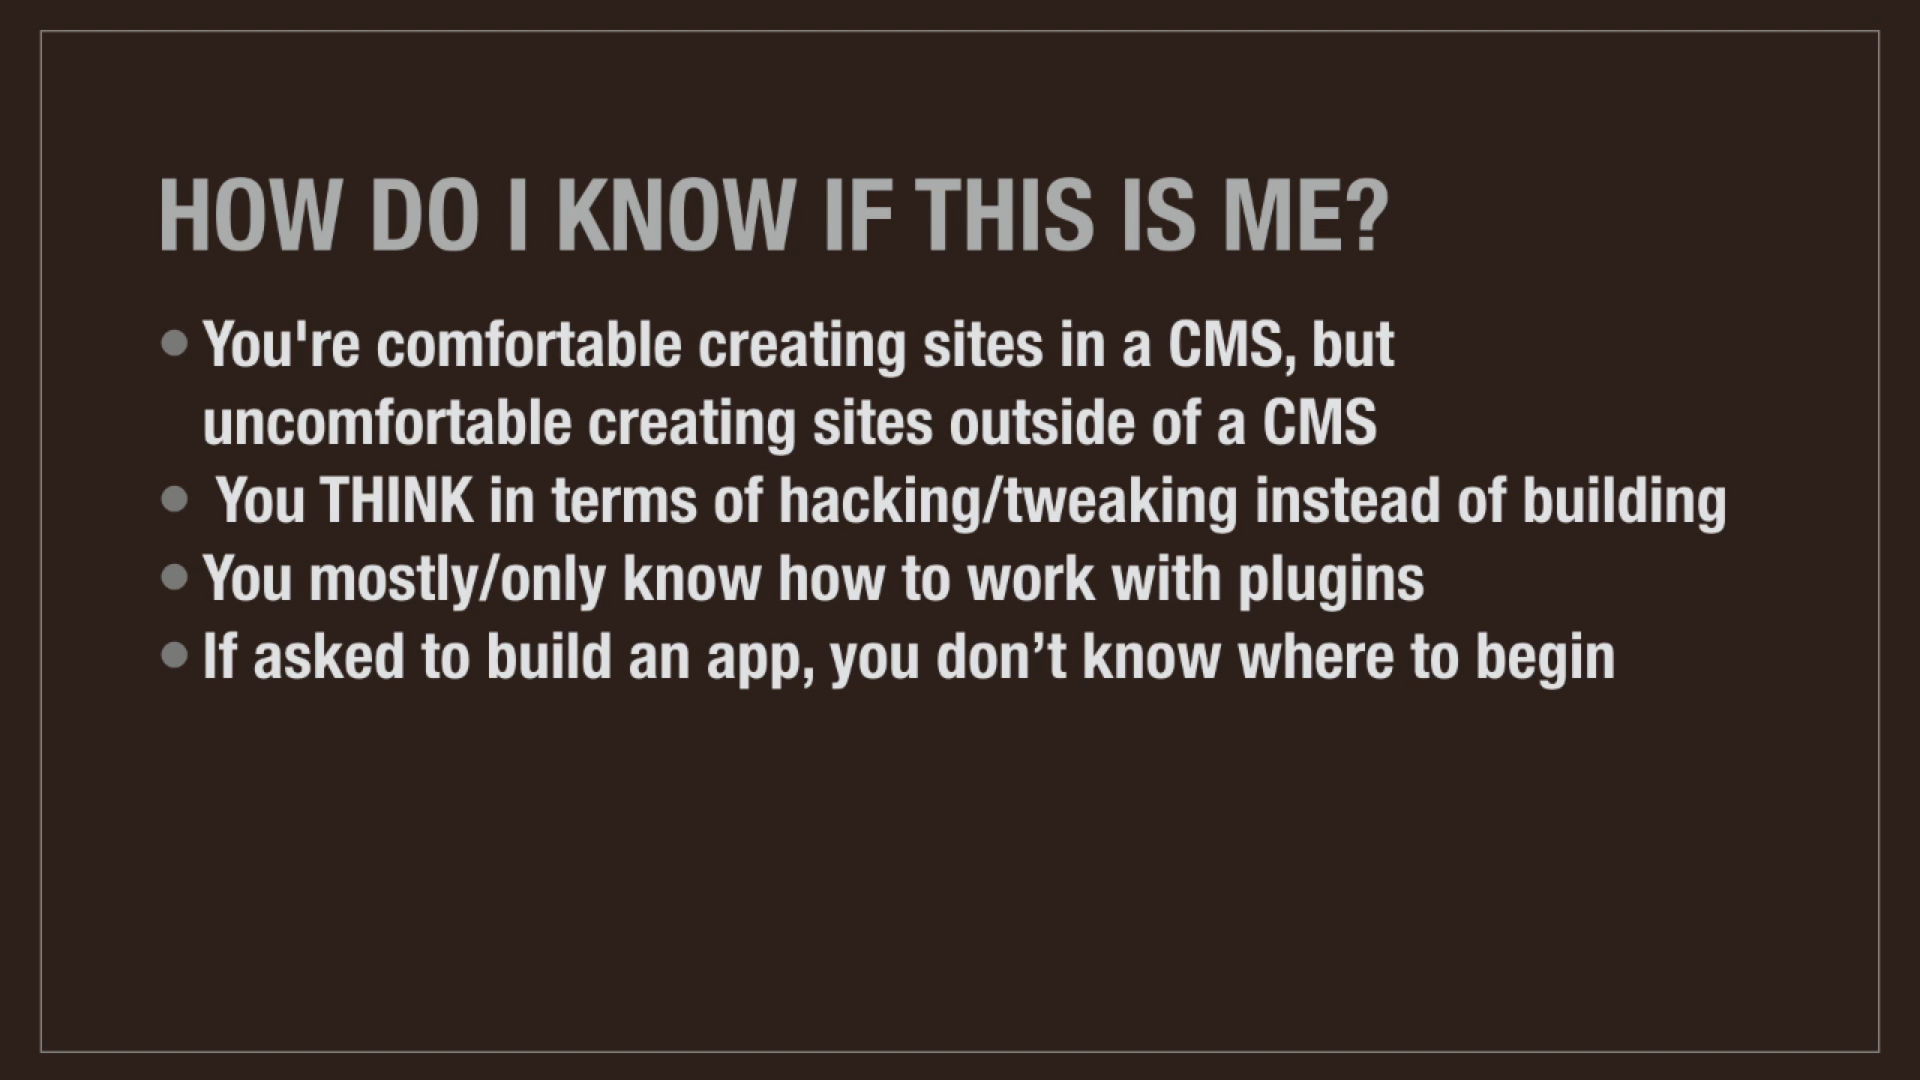 HOW DO I KNOW IF THIS IS ME?
• You're comfortable creating sites in a CMS, but
uncomfortable creating sites outside of a CMS
• You THINK in terms of hacking/tweaking instead of building
• You mostly/only know how to work with plugins
• If asked to build an app, you don’t know where to begin